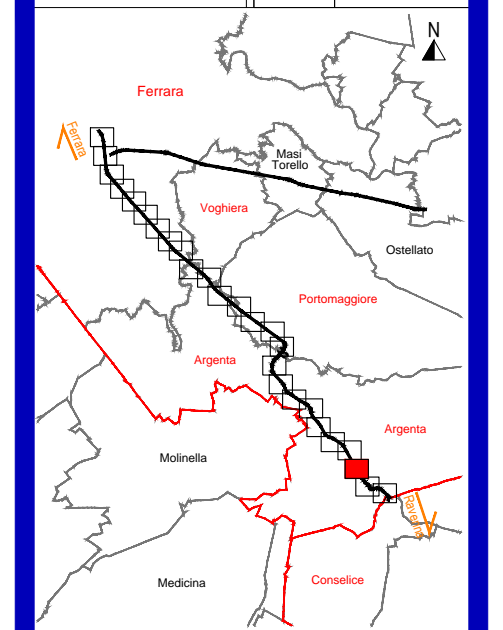 N
Ferrara
Ferrara
Masi
Torello
Voghiera
Ostellato
Portomaggiore
Argenta
Argenta
Molinella
Ravenna
Medicina
Conselice